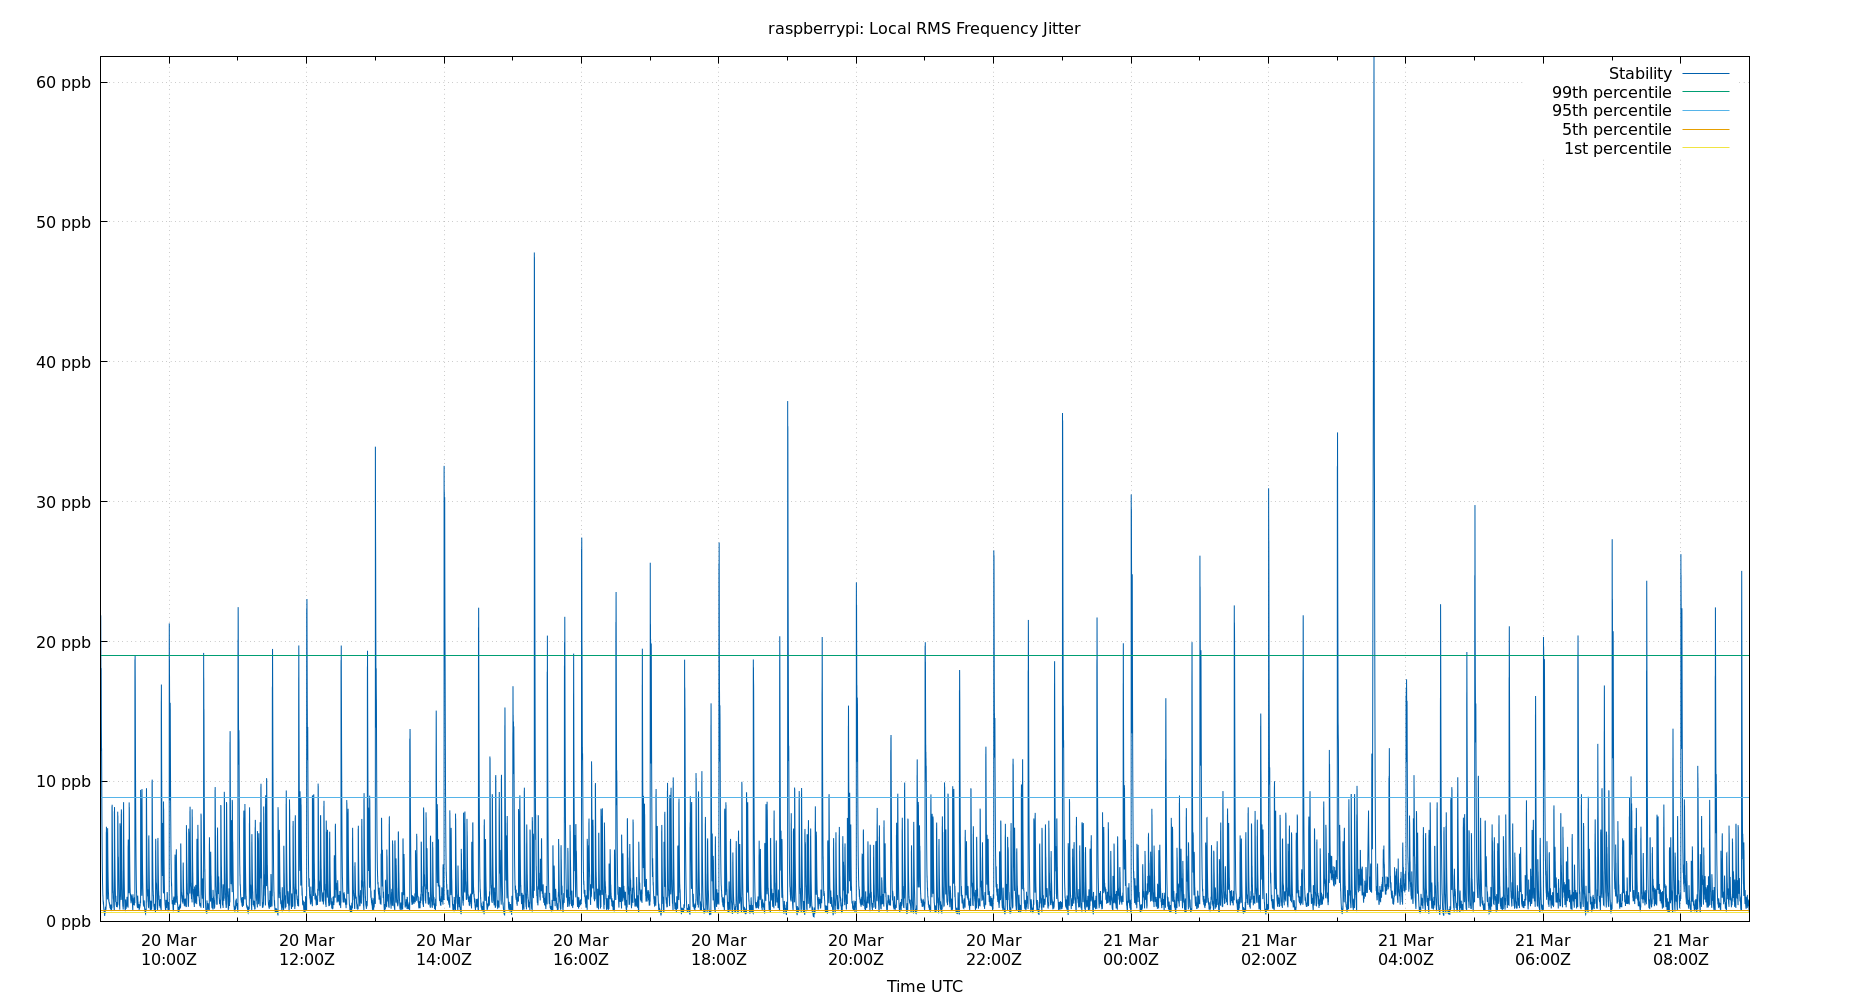 raspberrypi: Local RMS Frequency Jitter
Stability
99th percentile
95th percentile
5th percentile
1st percentile
60 ppb
50 ppb
40 ppb
30 ppb
20 ppb
10 ppb
0 ppb
20 Mar 20 Mar 20 Mar 20 Mar 20 Mar 20 Mar 20 Mar 21 Mar 21 Mar 21 Mar 21 Mar 21 Mar
10:00Z 12:00Z 14:00Z 16:00Z 18:00Z 20:00Z 22:00Z 00:00Z 02:00Z 04:00Z 06:00Z 08:00Z
Time UTC